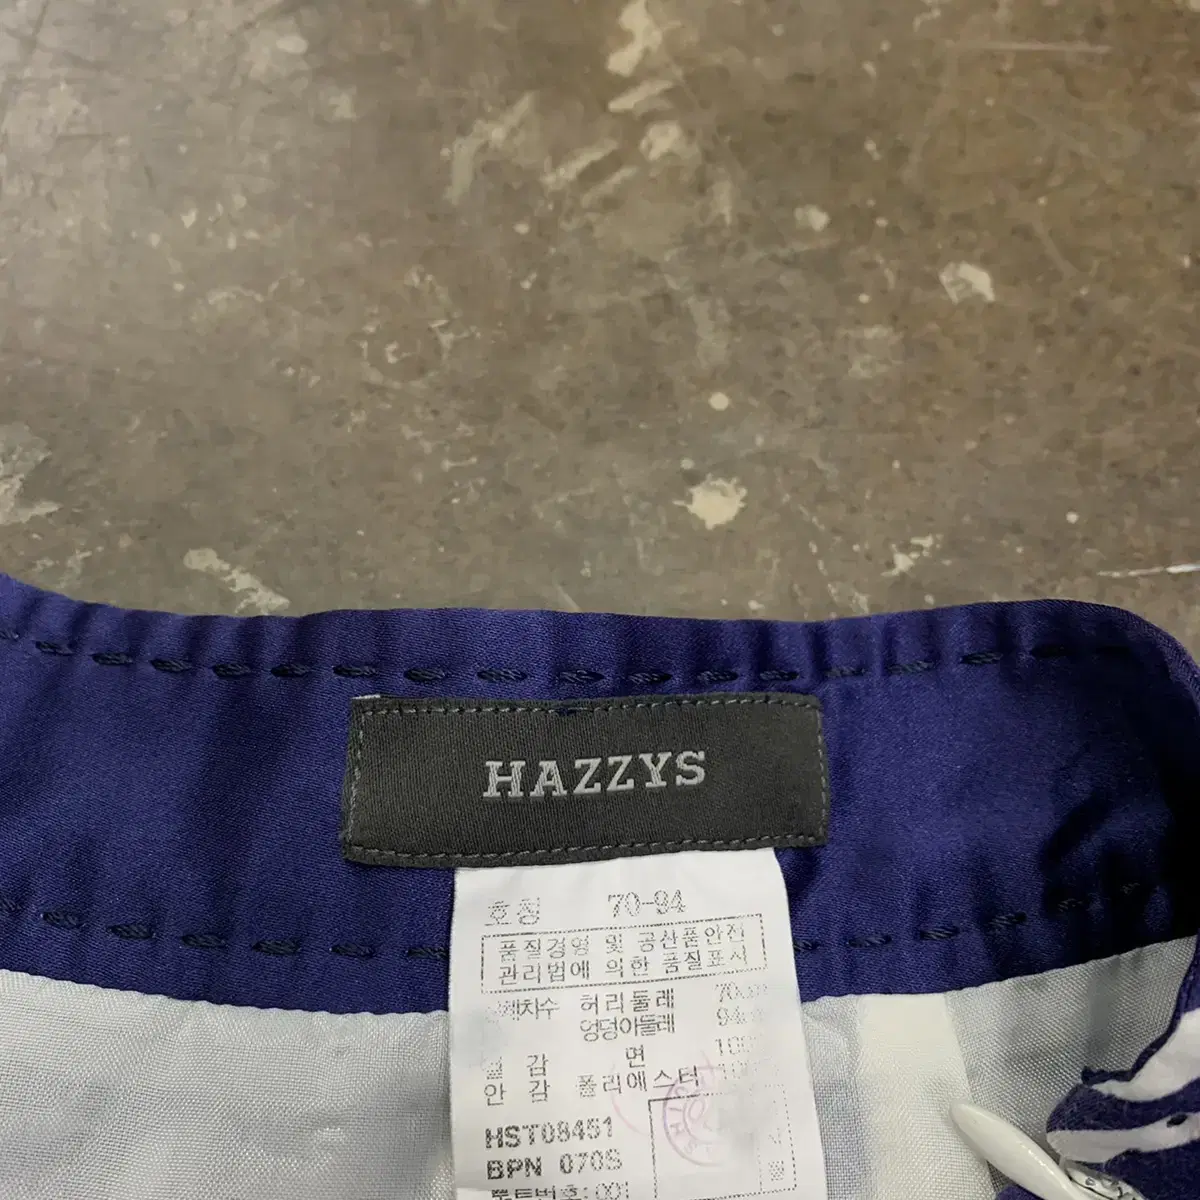 HAZZYS
호칭 70-94
품질경영 및 공산품안전
관리법에 의한 품질표시
허리둘레 70cm
엉덩이둘레 94cm
겉감 면
안감 폴리에스터
HST08451
BPN 070S